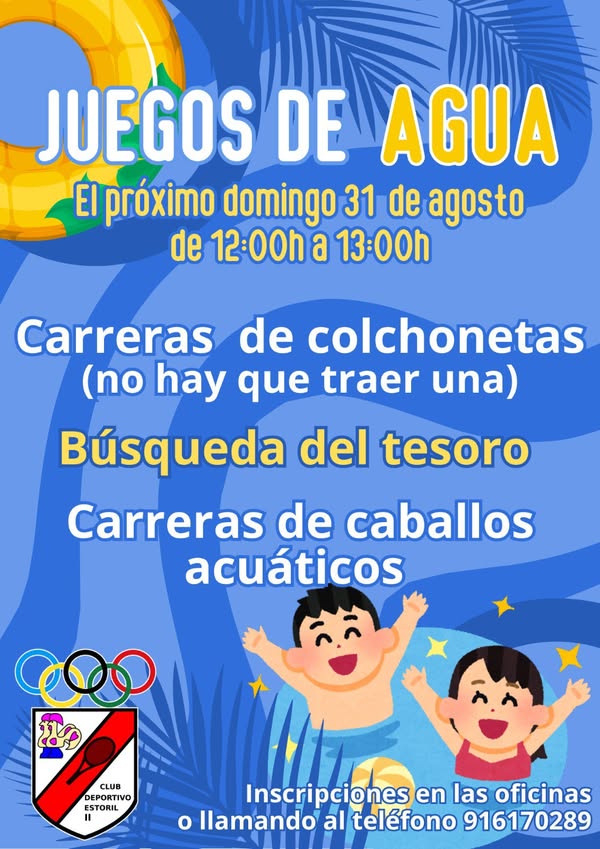 JUEGOS DE AGUA
El próximo domingo 31 de agosto
de 12:00h a 13:00h
Carreras de colchonetas
(no hay que traer una)
Búsqueda del tesoro
Carreras de caballos
acuáticos
CLUB
DEPORTIVO
ESTORIL
II
Inscripciones en las oficinas
o llamando al teléfono 916170289